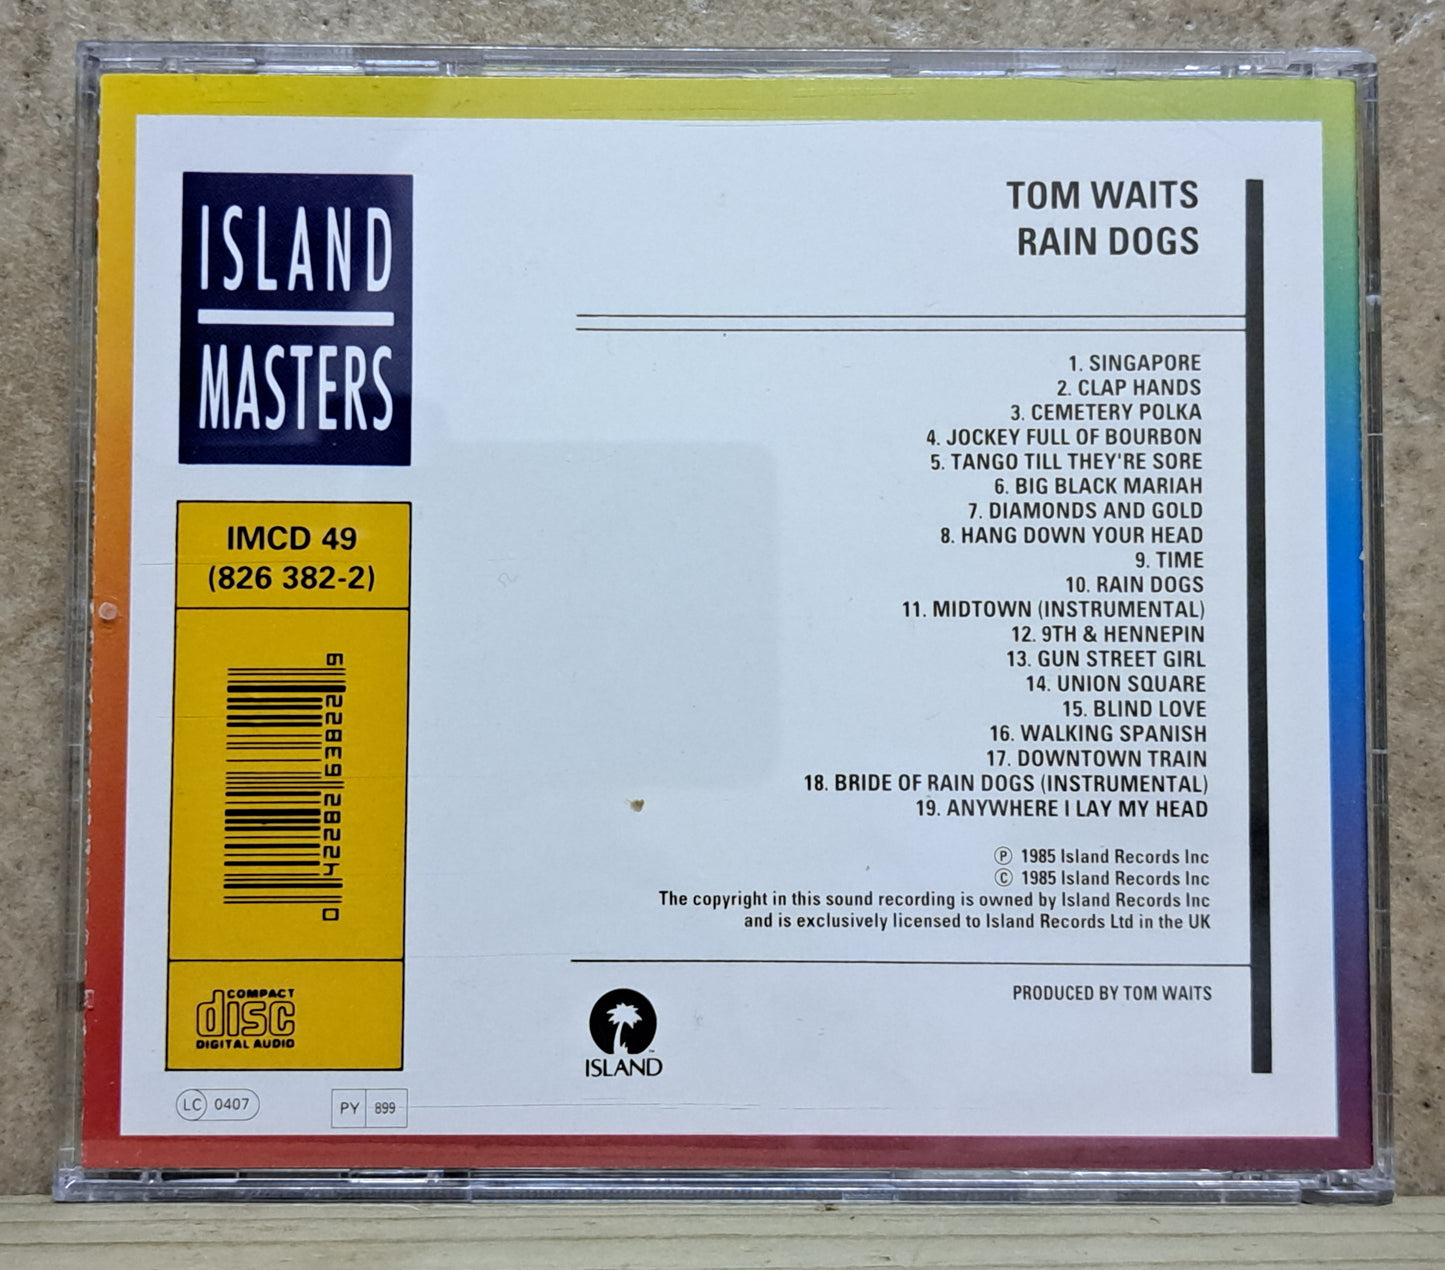 ISLAND
MASTERS
IMCD 49
(826 382-2)
6 22839 28224 0
COMPACT
disc
DIGITAL AUDIO
LC 0407
PY 899
TOM WAITS
RAIN DOGS
1. SINGAPORE
2. CLAP HANDS
3. CEMETERY POLKA
4. JOCKEY FULL OF BOURBON
5. TANGO TILL THEY'RE SORE
6. BIG BLACK MARIAH
7. DIAMONDS AND GOLD
8. HANG DOWN YOUR HEAD
9. TIME
10. RAIN DOGS
11. MIDTOWN (INSTRUMENTAL)
12. 9TH & HENNEPIN
13. GUN STREET GIRL
14. UNION SQUARE
15. BLIND LOVE
16. WALKING SPANISH
17. DOWNTOWN TRAIN
18. BRIDE OF RAIN DOGS (INSTRUMENTAL)
19. ANYWHERE I LAY MY HEAD
℗ 1985 Island Records Inc
© 1985 Island Records Inc
The copyright in this sound recording is owned by Island Records Inc
and is exclusively licensed to Island Records Ltd in the UK
PRODUCED BY TOM WAITS
ISLAND